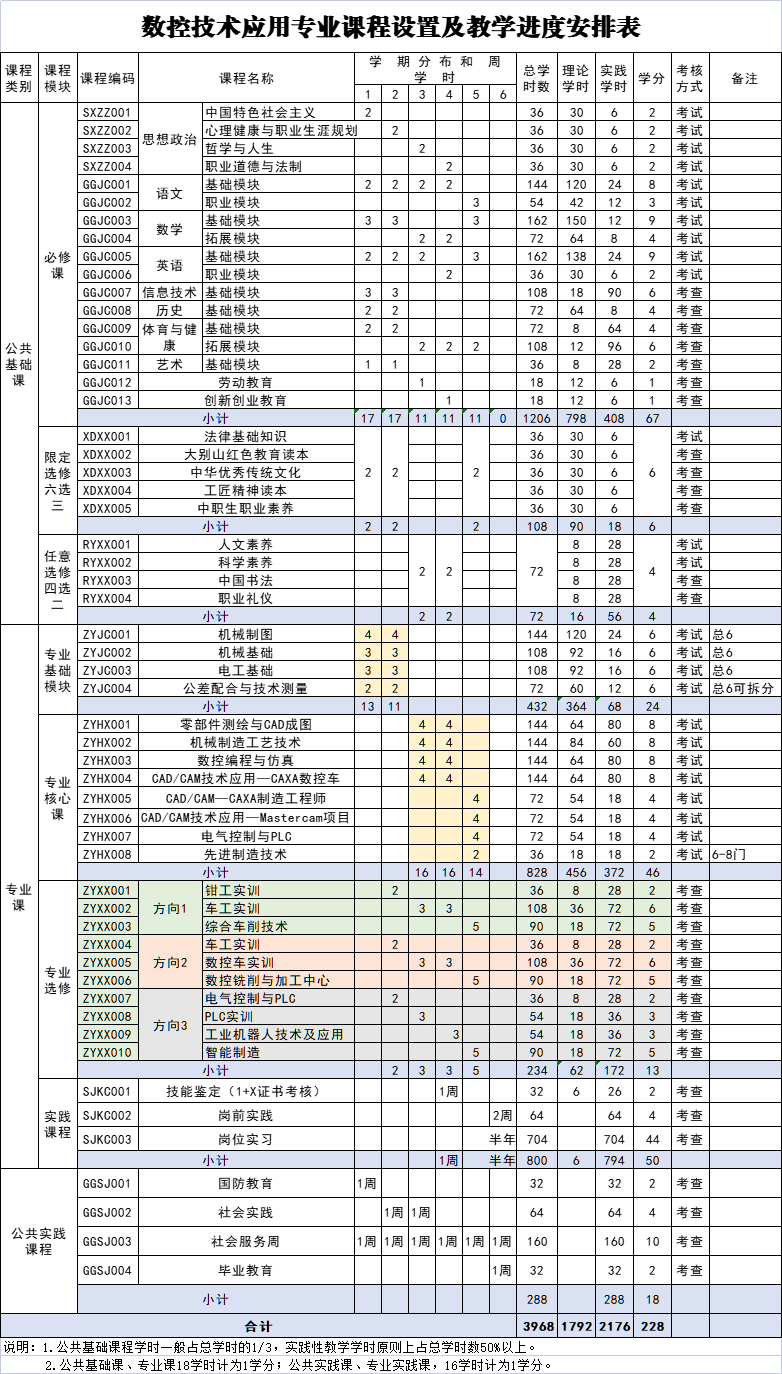 数控技术应用专业课程设置及教学进度安排表
课程类别 课程模块 课程编码 课程名称 学 期 分 布 和 周 学 时 总学时数 理论学时 实践学时 学分 考核方式 备注
1 2 3 4 5 6
公共基础课 必修课 SXZZ001 思想政治 中国特色社会主义 2 36 30 6 2 考试
SXZZ002 心理健康与职业生涯规划 2 36 30 6 2 考试
SXZZ003 哲学与人生 2 36 30 6 2 考试
SXZZ004 职业道德与法制 2 36 30 6 2 考试
GGJC001 语文 基础模块 2 2 2 2 144 120 24 8 考试
GGJC002 职业模块 3 54 42 12 3 考试
GGJC003 数学 基础模块 3 3 3 162 150 12 9 考试
GGJC004 拓展模块 2 2 72 64 8 4 考试
GGJC005 英语 基础模块 2 2 2 3 162 138 24 9 考试
GGJC006 职业模块 2 36 30 6 2 考试
GGJC007 信息技术 基础模块 3 3 108 18 90 6 考查
GGJC008 历史 基础模块 2 2 72 64 8 4 考查
GGJC009 体育与健康 基础模块 2 2 72 8 64 4 考查
GGJC010 拓展模块 2 2 2 108 12 96 6 考查
GGJC011 艺术 基础模块 1 1 36 8 28 2 考查
GGJC012 劳动教育 1 18 12 6 1 考查
GGJC013 创新创业教育 1 18 12 6 1 考查
小计 17 17 11 11 11 0 1206 798 408 67
限定选修六选三 XDXX001 法律基础知识 2 2 2 36 30 6 6 考试
XDXX002 大别山红色教育读本 36 30 6 考查
XDXX003 中华优秀传统文化 36 30 6 考查
XDXX004 工匠精神读本 36 30 6 考查
XDXX005 中职生职业素养 36 30 6 考查
小计 2 2 2 108 90 18 6
任意选修四选二 RYXX001 人文素养 2 2 72 8 28 4 考试
RYXX002 科学素养 8 28 考试
RYXX003 中国书法 8 28 考查
RYXX004 职业礼仪 8 28 考查
小计 2 2 72 16 56 4
专业课 专业基础模块 ZYJC001 机械制图 4 4 144 120 24 6 考试 总6
ZYJC002 机械基础 3 3 108 92 16 6 考试 总6
ZYJC003 电工基础 3 3 108 92 16 6 考试 总6
ZYJC004 公差配合与技术测量 2 2 72 60 12 6 考试 总6可拆分
小计 13 11 432 364 68 24
专业核心课 ZYHX001 零部件测绘与CAD成图 4 4 144 64 80 8 考试
ZYHX002 机械制造工艺技术 4 4 144 84 60 8 考试
ZYHX003 数控编程与仿真 4 4 144 64 80 8 考试
ZYHX004 CAD/CAM技术应用—CAXA数控车 4 4 144 64 80 8 考试
ZYHX005 CAD/CAM—CAXA制造工程师 4 72 54 18 4 考试
ZYHX006 CAD/CAM技术应用—Mastercam项目 4 72 54 18 4 考试
ZYHX007 电气控制与PLC 4 72 54 18 4 考试
ZYHX008 先进制造技术 2 36 18 18 2 考试 6-8门
小计 16 16 14 828 456 372 46
专业选修 ZYXX001 方向1 钳工实训 2 36 8 28 2 考查
ZYXX002 车工实训 3 3 108 36 72 6 考查
ZYXX003 综合车削技术 5 90 18 72 5 考查
ZYXX004 方向2 车工实训 2 36 8 28 2 考查
ZYXX005 数控车实训 3 3 108 36 72 6 考查
ZYXX006 数控铣削与加工中心 5 90 18 72 5 考查
ZYXX007 方向3 电气控制与PLC 2 36 8 28 2 考查
ZYXX008 PLC实训 3 54 18 36 3 考查
ZYXX009 工业机器人技术及应用 3 54 18 36 3 考查
ZYXX010 智能制造 5 90 18 72 5 考查
小计 2 3 3 5 234 62 172 13
实践课程 SJKC001 技能鉴定（1+X证书考核） 1周 32 6 26 2 考查
SJKC002 岗前实践 2周 64 64 4 考查
SJKC003 岗位实习 半年 704 704 44 考查
小计 1周 半年 800 6 794 50
公共实践课程 GGSJ001 国防教育 1周 32 32 2 考查
GGSJ002 社会实践 1周 1周 64 64 4 考查
GGSJ003 社会服务周 1周 1周 1周 1周 1周 1周 160 160 10 考查
GGSJ004 毕业教育 1周 32 32 2 考查
小计 288 288 18
合计 3968 1792 2176 228
说明：1.公共基础课程学时一般占总学时的1/3，实践性教学学时原则上占总学时数50%以上。
2.公共基础课、专业课18学时计为1学分；公共实践课、专业实践课，16学时计为1学分。